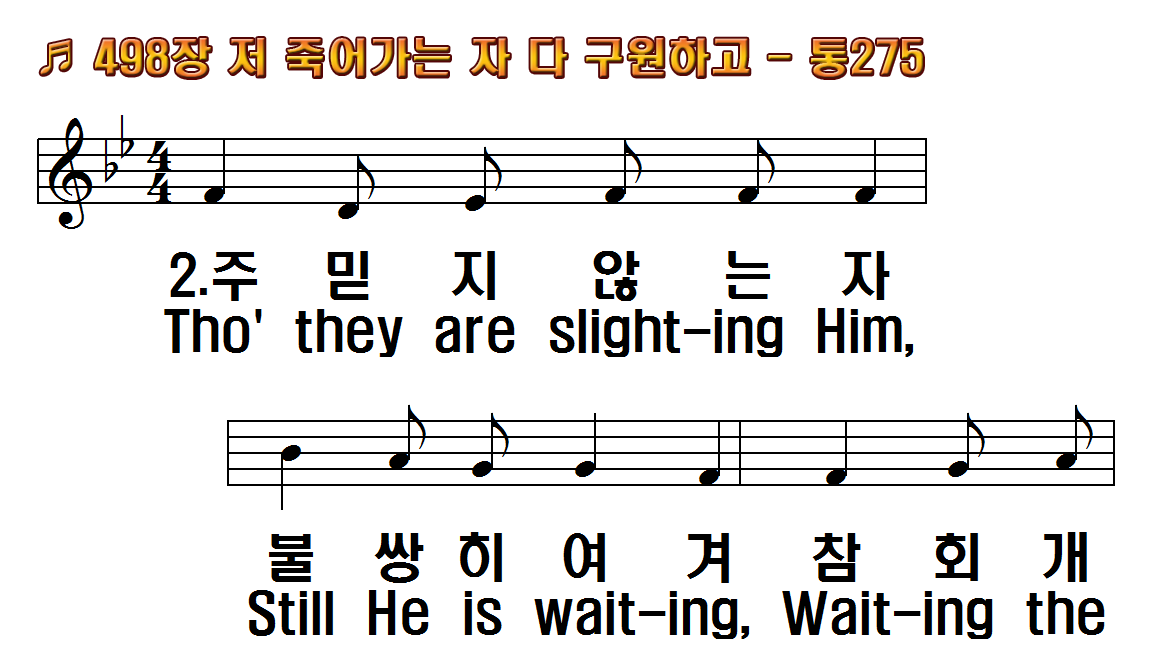 ♬ 498장 저 죽어가는 자 다 구원하고 - 통275
4/4
2.주 믿 지 않 는 자
Tho' they are slight-ing Him,
불 쌍 히 여 겨 참 회 개
Still He is wait-ing, Wait-ing the